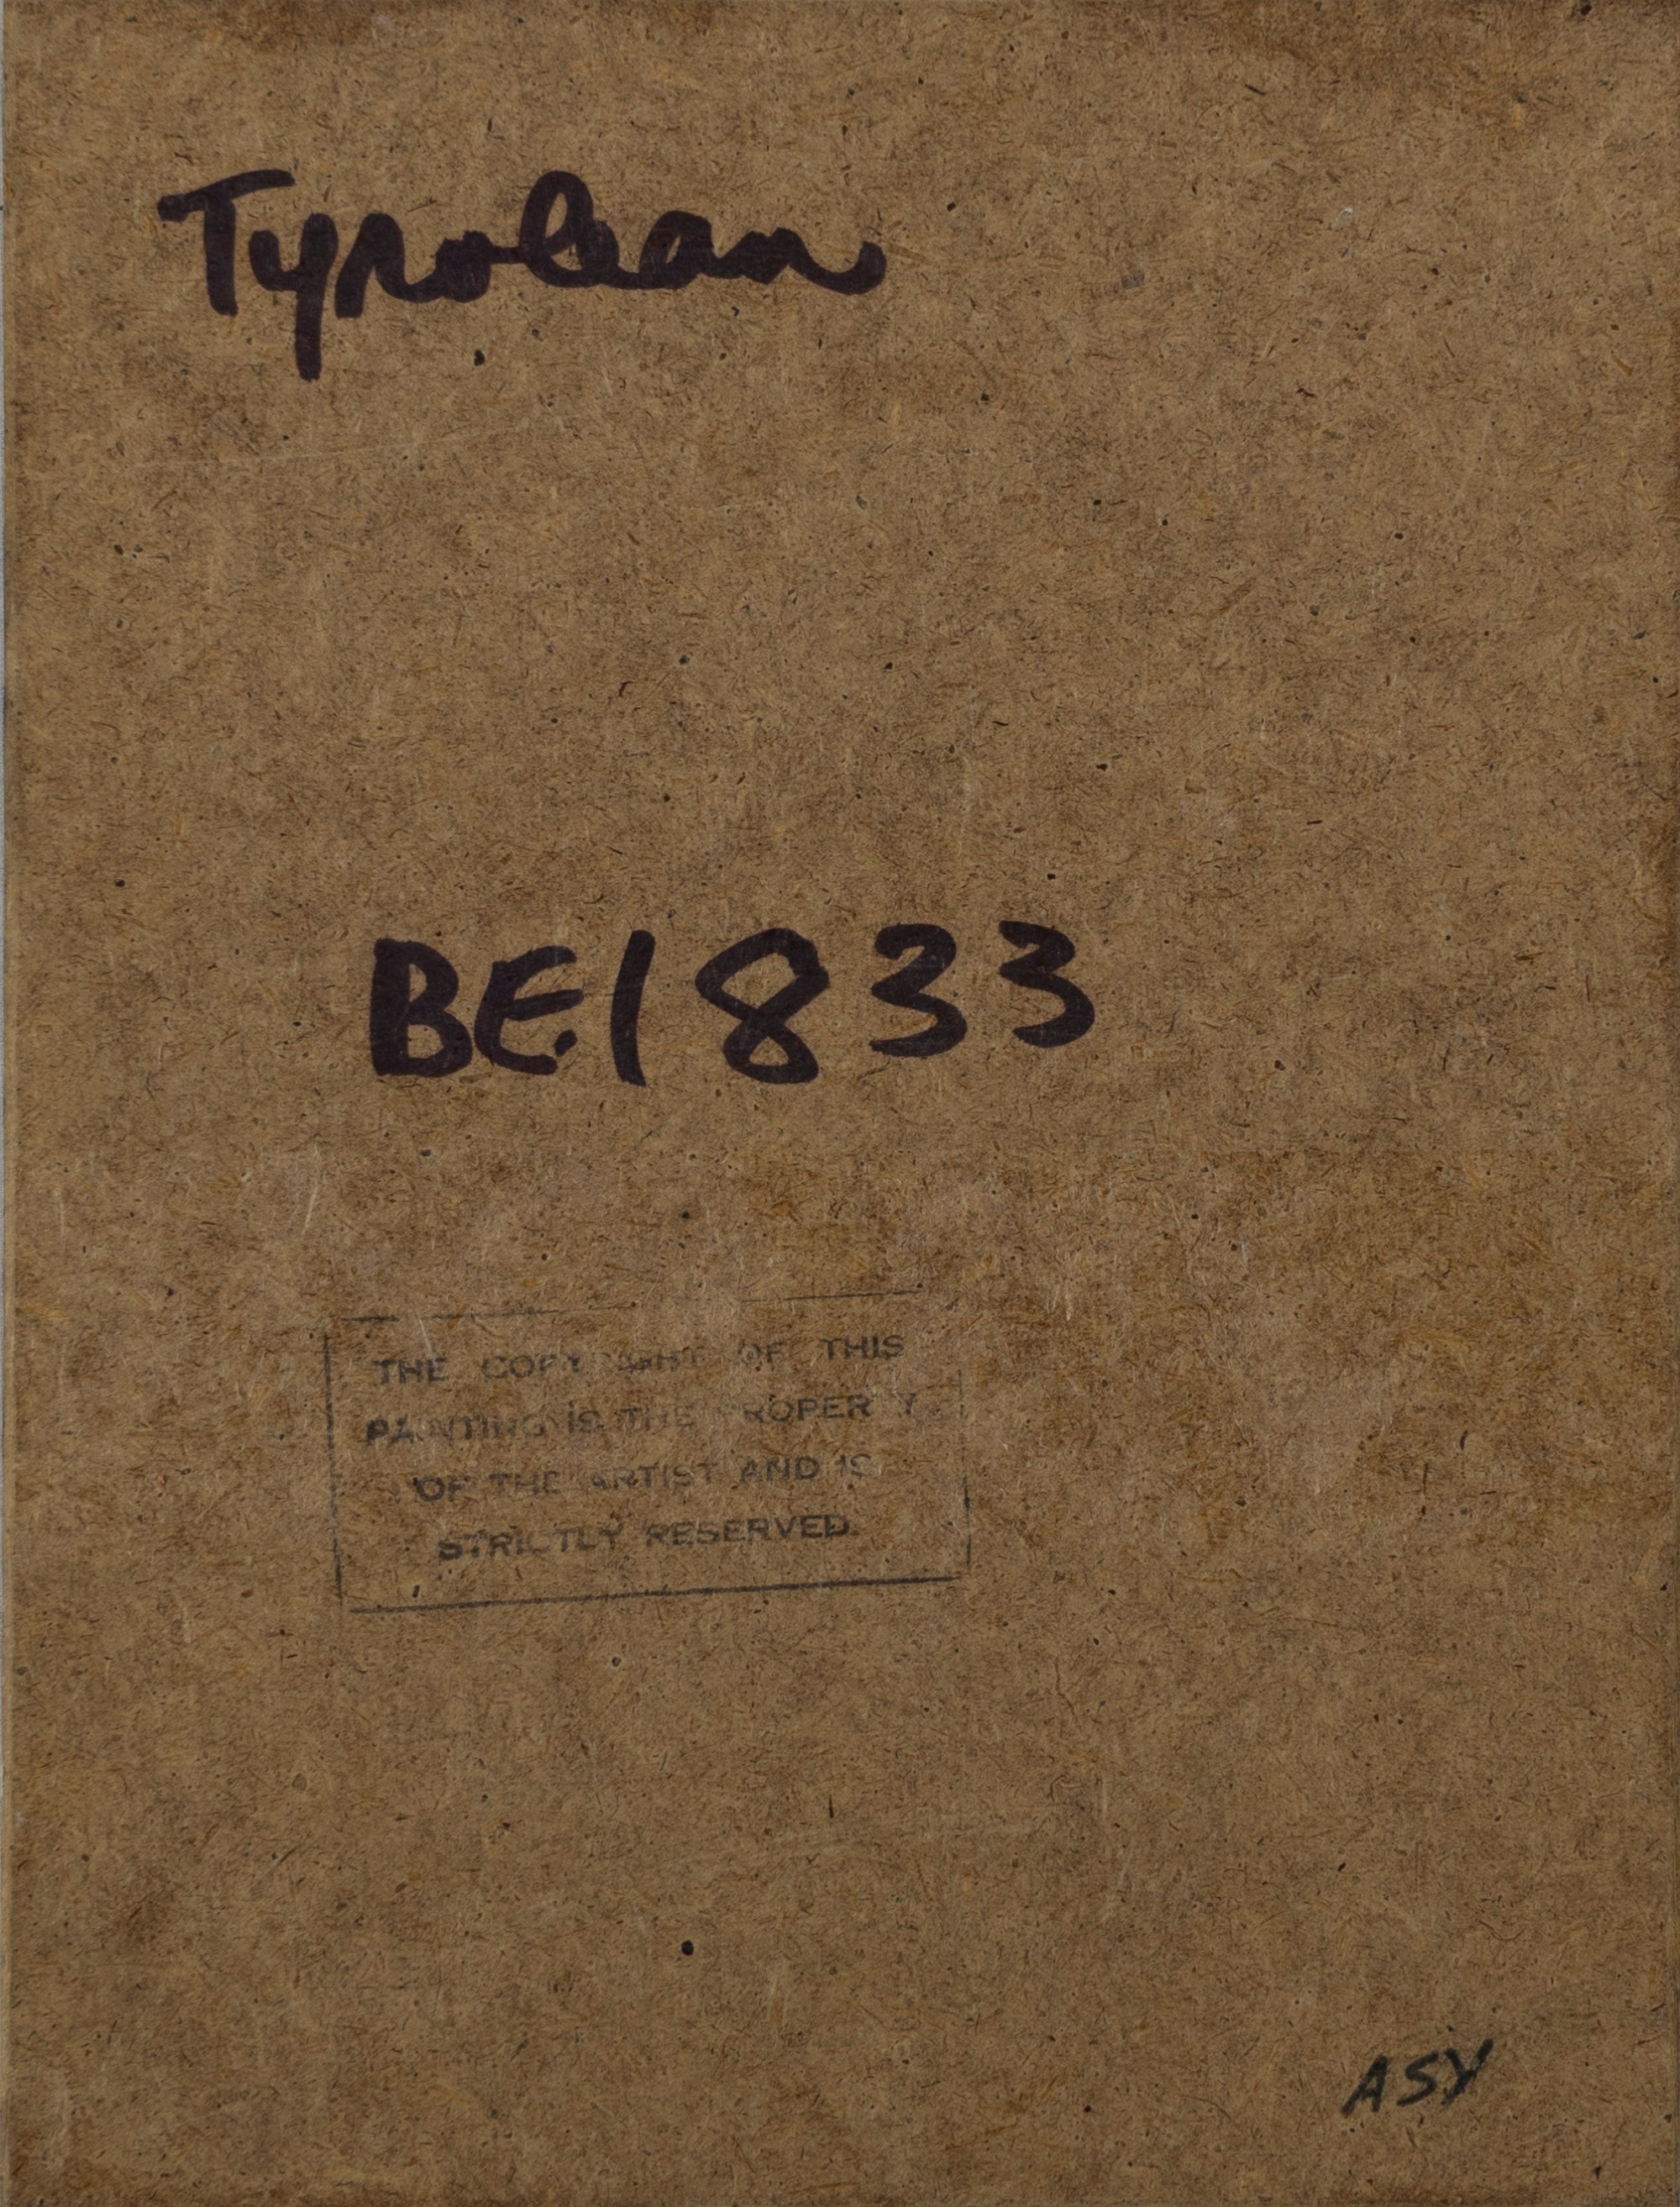 Tyrolean
BE1833
THE COPYRIGHT OF THIS
PAINTING IS THE PROPERTY
OF THE ARTIST AND IS
STRICTLY RESERVED.
ASY